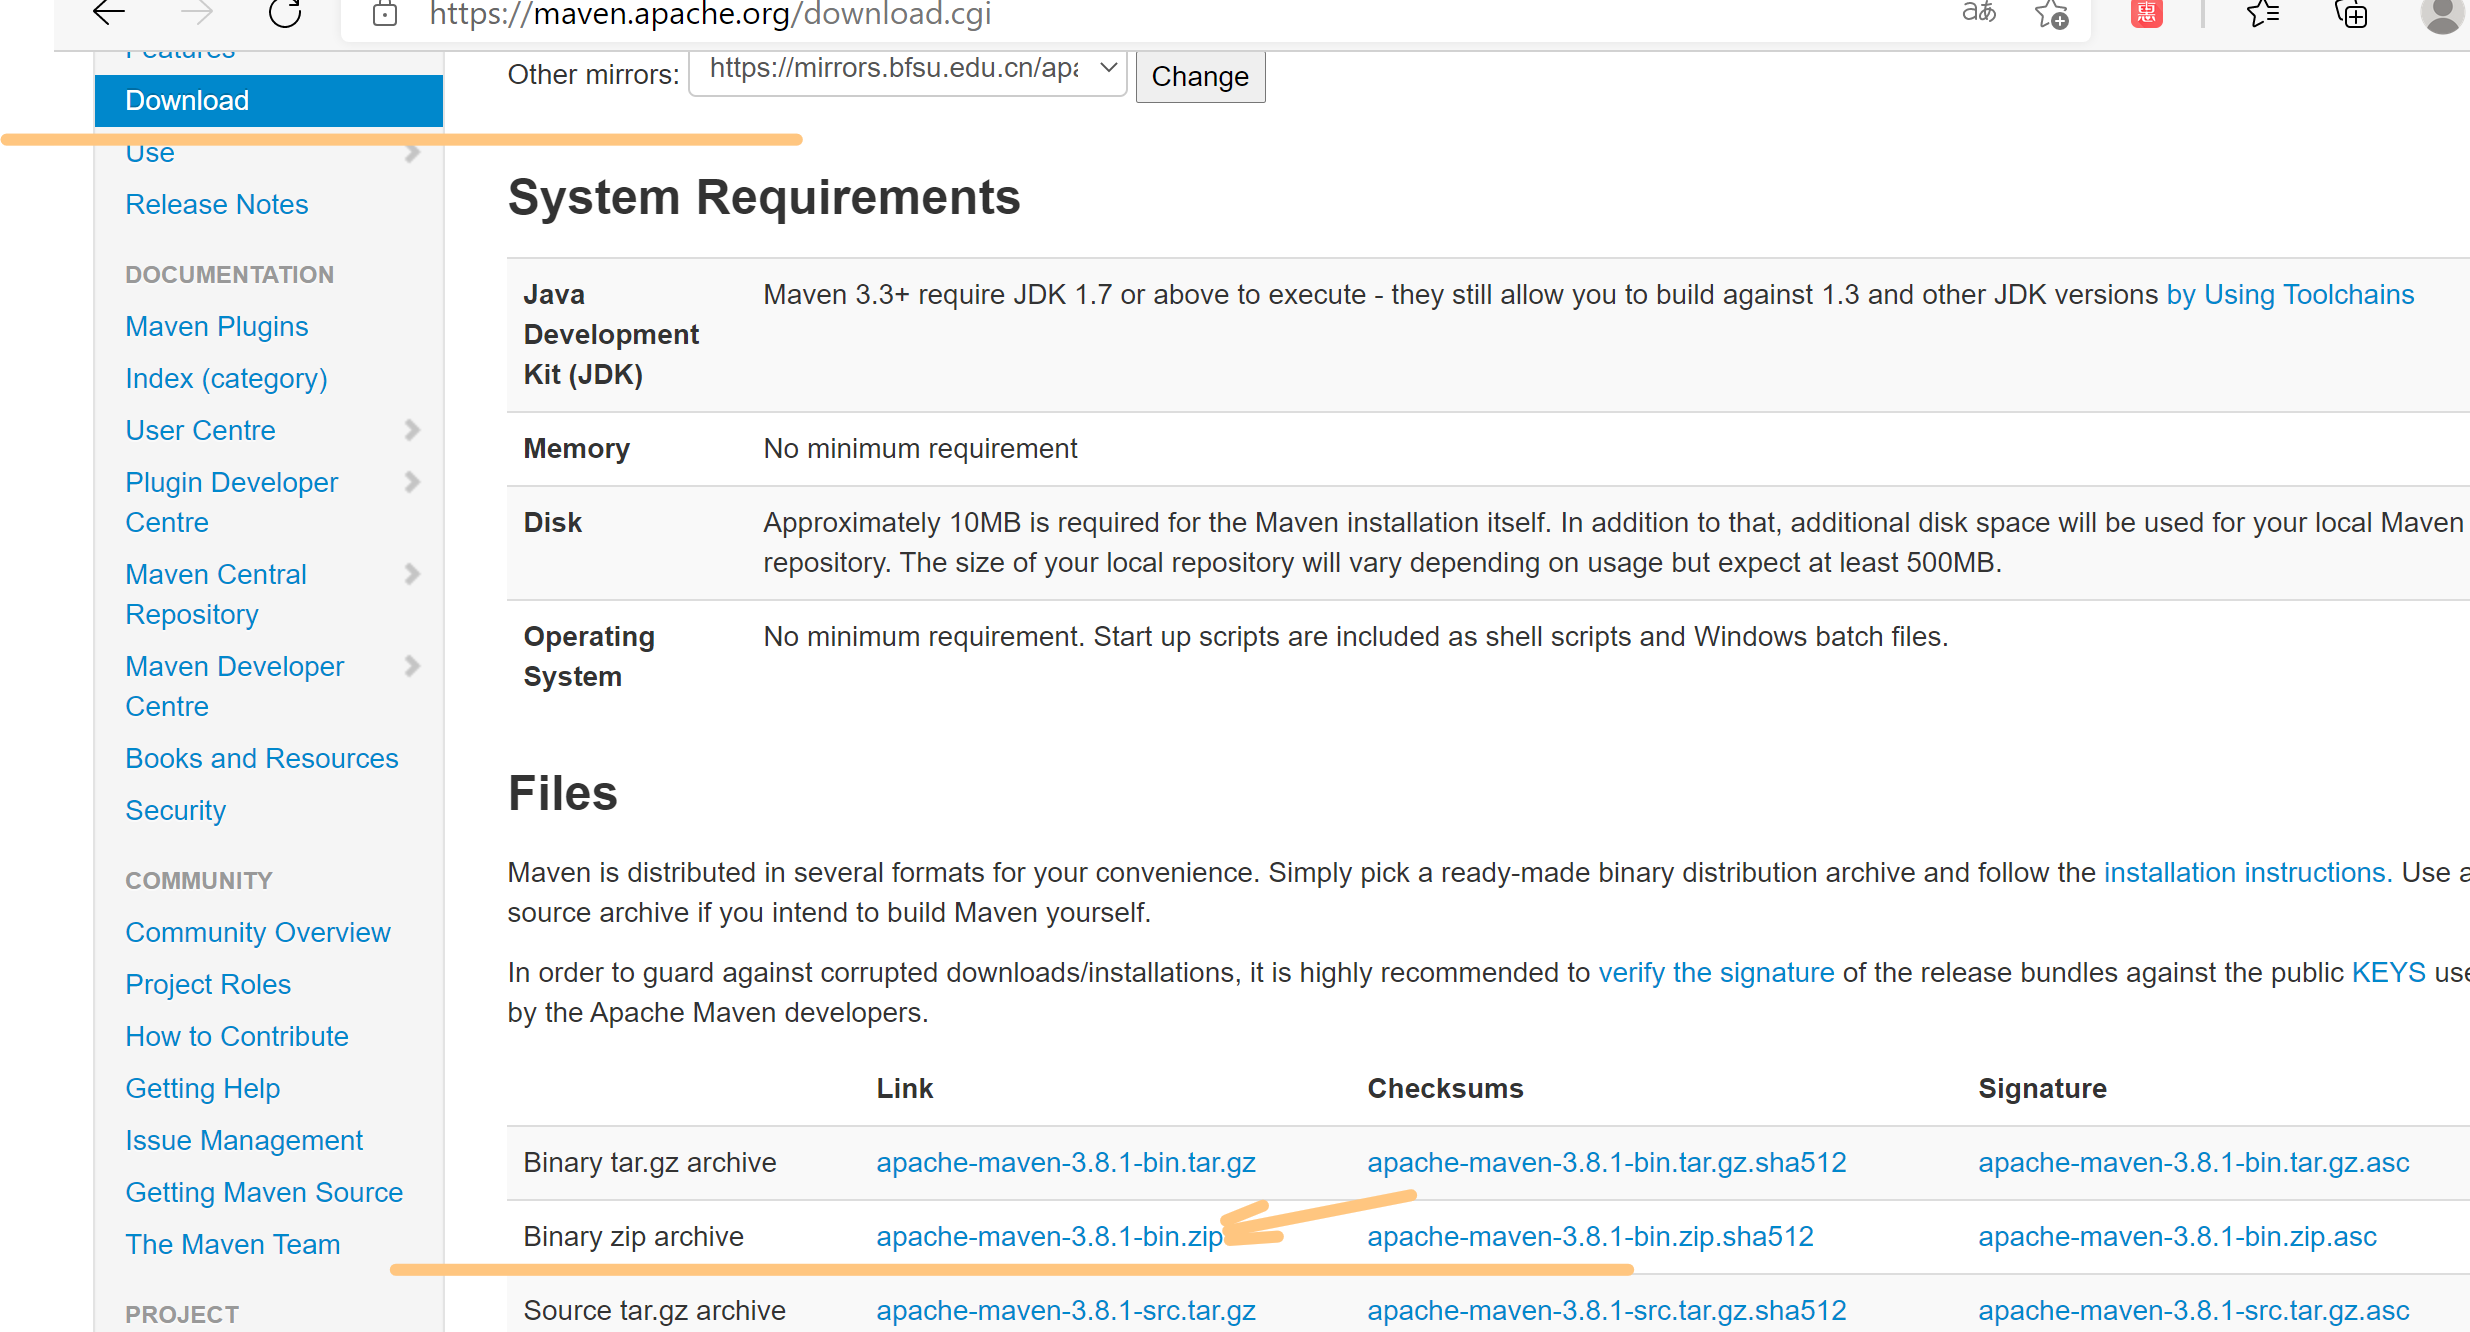 https://maven.apache.org/download.cgi
aあ
惠
Features
Download
Use
Release Notes
DOCUMENTATION
Maven Plugins
Index (category)
User Centre
Plugin Developer
Centre
Maven Central
Repository
Maven Developer
Centre
Books and Resources
Security
COMMUNITY
Community Overview
Project Roles
How to Contribute
Getting Help
Issue Management
Getting Maven Source
The Maven Team
PROJECT
Other mirrors: https://mirrors.bfsu.edu.cn/apa Change
System Requirements
Java Maven 3.3+ require JDK 1.7 or above to execute - they still allow you to build against 1.3 and other JDK versions by Using Toolchains
Development
Kit (JDK)
Memory No minimum requirement
Disk Approximately 10MB is required for the Maven installation itself. In addition to that, additional disk space will be used for your local Maven
repository. The size of your local repository will vary depending on usage but expect at least 500MB.
Operating No minimum requirement. Start up scripts are included as shell scripts and Windows batch files.
System
Files
Maven is distributed in several formats for your convenience. Simply pick a ready-made binary distribution archive and follow the installation instructions. Use a
source archive if you intend to build Maven yourself.
In order to guard against corrupted downloads/installations, it is highly recommended to verify the signature of the release bundles against the public KEYS use
by the Apache Maven developers.
Link Checksums Signature
Binary tar.gz archive apache-maven-3.8.1-bin.tar.gz apache-maven-3.8.1-bin.tar.gz.sha512 apache-maven-3.8.1-bin.tar.gz.asc
Binary zip archive apache-maven-3.8.1-bin.zip apache-maven-3.8.1-bin.zip.sha512 apache-maven-3.8.1-bin.zip.asc
Source tar.gz archive apache-maven-3.8.1-src.tar.gz apache-maven-3.8.1-src.tar.gz.sha512 apache-maven-3.8.1-src.tar.gz.asc